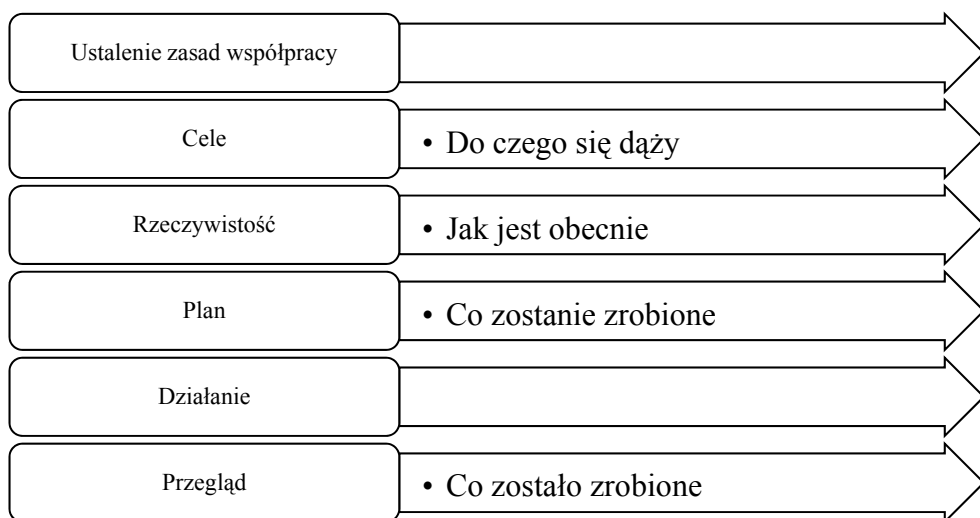 Ustalenie zasad współpracy
Cele
• Do czego się dąży
Rzeczywistość
• Jak jest obecnie
Plan
• Co zostanie zrobione
Działanie
Przegląd
• Co zostało zrobione